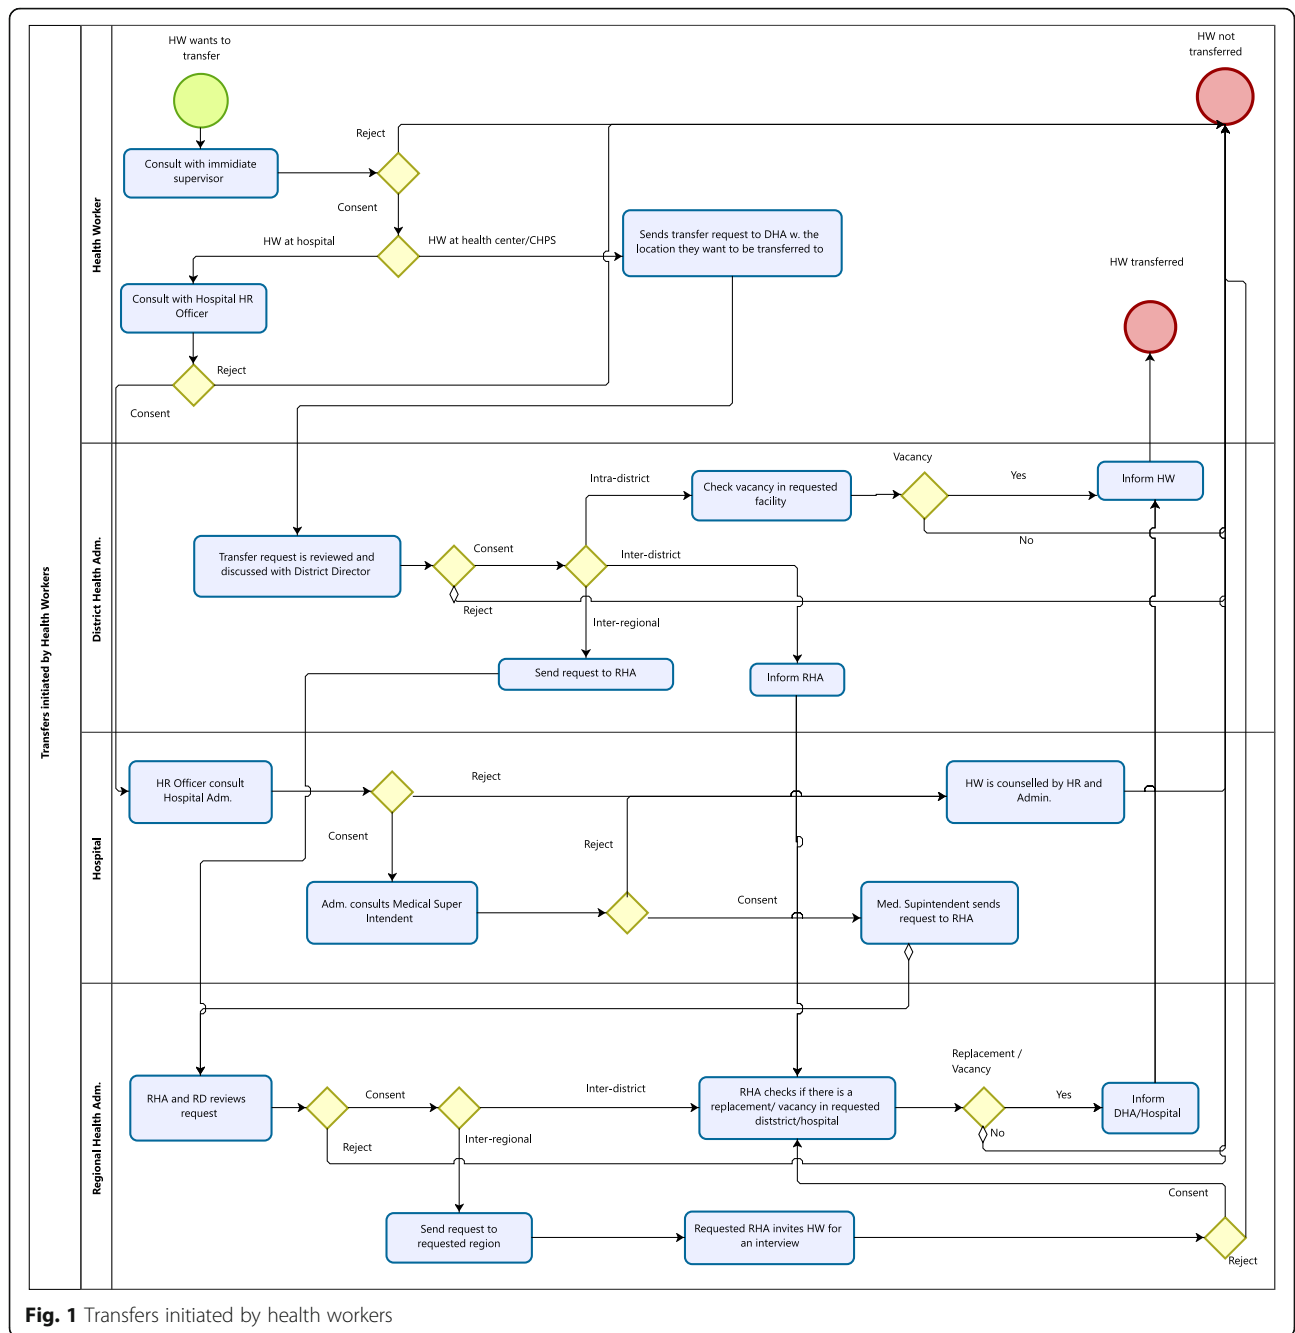 HW wants to
transfer
HW not
transferred
Reject
Consult with immidiate
supervisor
Consent
HW at hospital
HW at health center/CHPS
Sends transfer request to DHA w. the
location they want to be transferred to
HW transferred
Consult with Hospital HR
Officer
Reject
Consent
Health Worker
Transfers initiated by Health Workers
District Health Adm.
Vacancy
Intra-district
Check vacancy in requested
facility
Yes
Inform HW
No
Transfer request is reviewed and
discussed with District Director
Consent
Inter-district
Reject
Inter-regional
Send request to RHA
Inform RHA
Hospital
HR Officer consult
Hospital Adm.
Reject
HW is counselled by HR and
Admin.
Consent
Reject
Adm. consults Medical Super
Intendent
Consent
Med. Supintendent sends
request to RHA
Regional Health Adm.
Replacement /
Vacancy
RHA and RD reviews
request
Consent
Inter-district
RHA checks if there is a
replacement/ vacancy in requested
diststrict/hospital
Yes
Inform
DHA/Hospital
No
Reject
Inter-regional
Consent
Send request to
requested region
Requested RHA invites HW for
an interview
Reject
Fig. 1 Transfers initiated by health workers